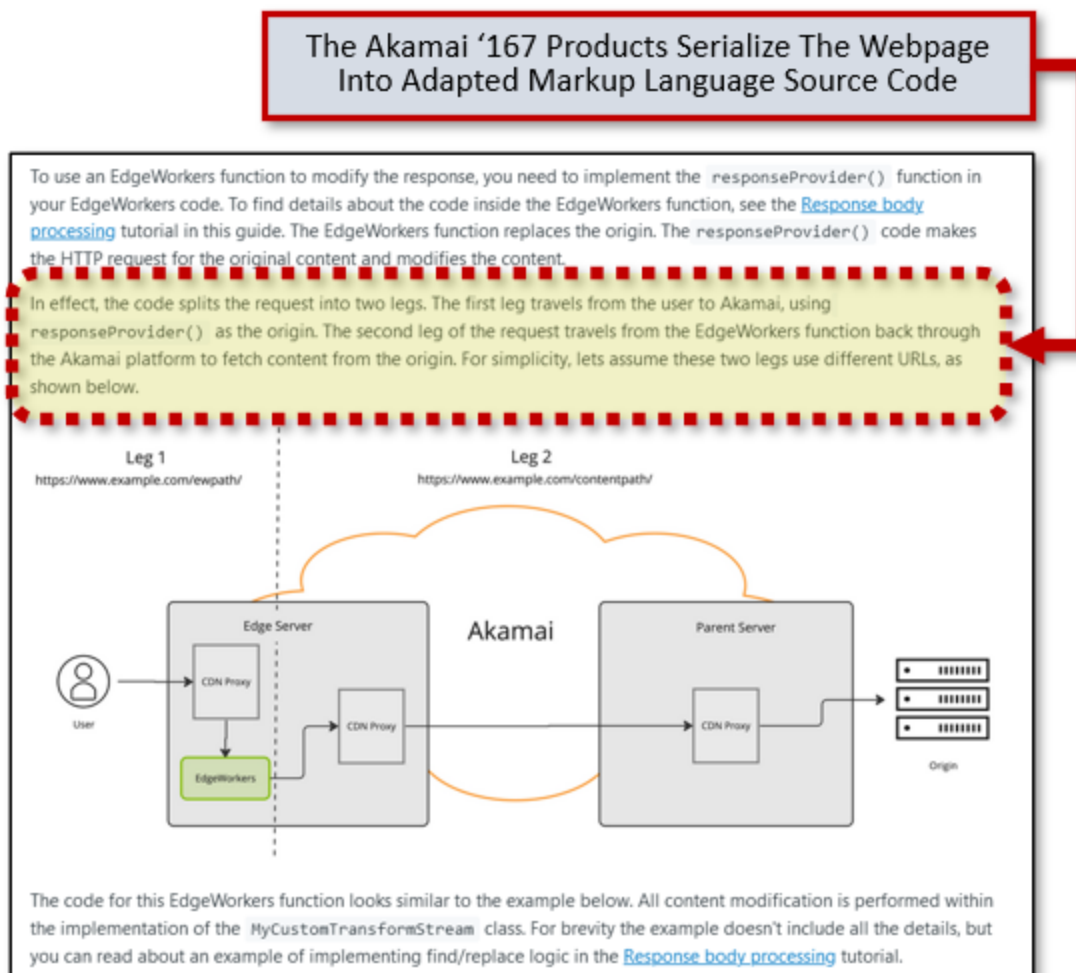 The Akamai ‘167 Products Serialize The Webpage
Into Adapted Markup Language Source Code
To use an EdgeWorkers function to modify the response, you need to implement the responseProvider() function in
your EdgeWorkers code. To find details about the code inside the EdgeWorkers function, see the Response body
processing tutorial in this guide. The EdgeWorkers function replaces the origin. The responseProvider() code makes
the HTTP request for the original content and modifies the content.
In effect, the code splits the request into two legs. The first leg travels from the user to Akamai, using
responseProvider() as the origin. The second leg of the request travels from the EdgeWorkers function back through
the Akamai platform to fetch content from the origin. For simplicity, lets assume these two legs use different URLs, as
shown below.
Leg 1
https://www.example.com/ewpath/
Leg 2
https://www.example.com/contentpath/
Edge Server
Akamai
Parent Server
CDN Proxy
User
CDN Proxy
CDN Proxy
EdgeWorkers
Origin
The code for this EdgeWorkers function looks similar to the example below. All content modification is performed within
the implementation of the MyCustomTransformStream class. For brevity the example doesn't include all the details, but
you can read about an example of implementing find/replace logic in the Response body processing tutorial.